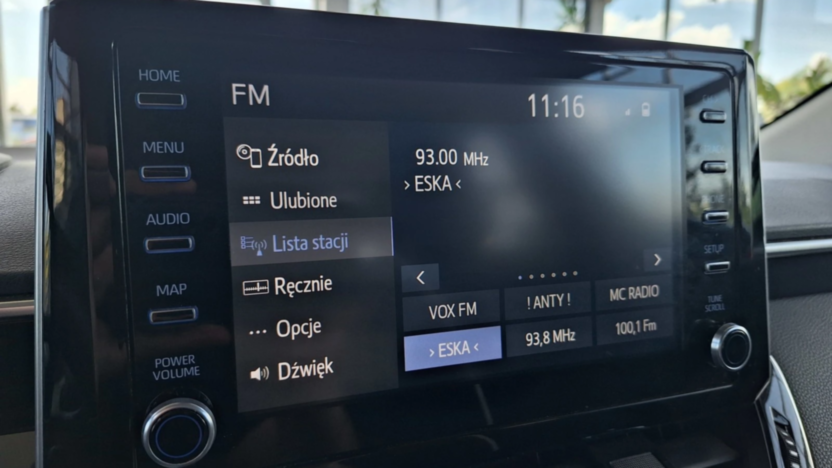 HOME
MENU
AUDIO
MAP
POWER
VOLUME
FM
11:16
Źródło
Ulubione
Lista stacji
Ręcznie
Opcje
Dźwięk
93.00 MHz
› ESKA ‹
VOX FM
! ANTY !
MC RADIO
› ESKA ‹
93,8 MHz
100,1 Fm
SETUP
TUNE
SCROLL